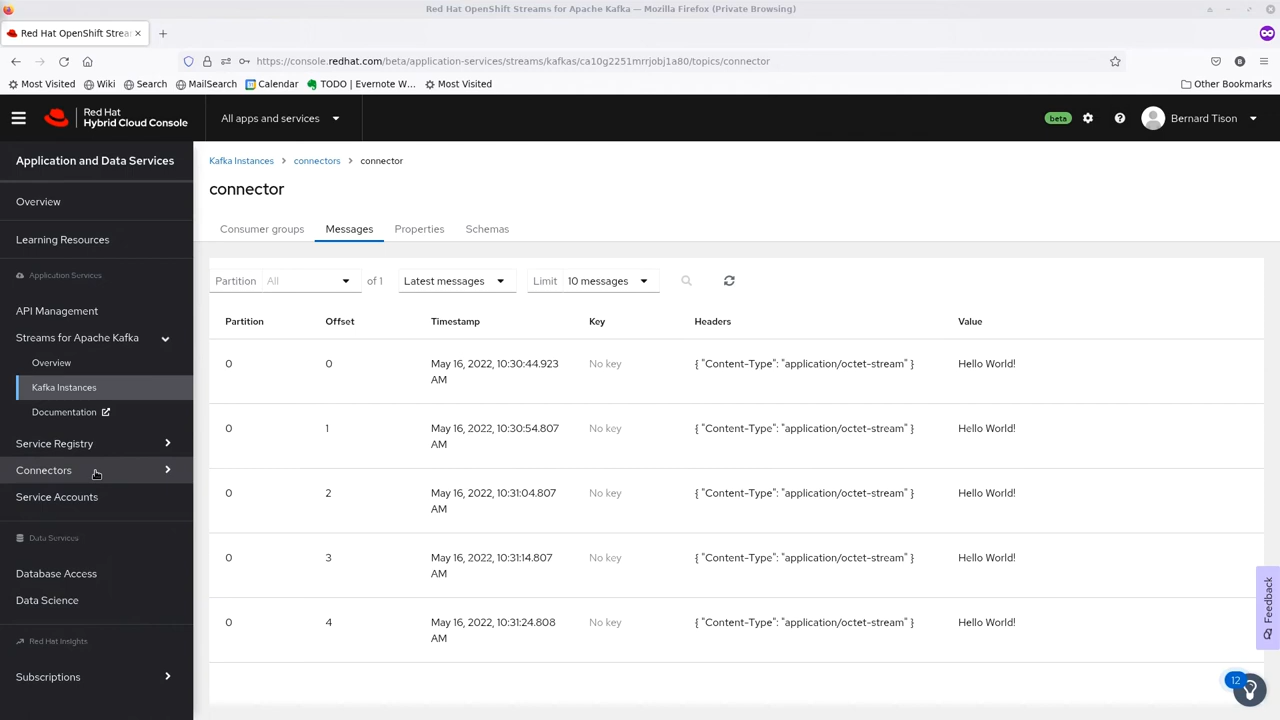 Red Hat OpenShift Streams for Apache Kafka — Mozilla Firefox (Private Browsing)
Red Hat OpenShift Strea
https://console.redhat.com/beta/application-services/streams/kafkas/ca10g2251mrrjobj1a80/topics/connector
Most Visited Wiki Search MailSearch Calendar TODO | Evernote W… Most Visited Other Bookmarks
Red Hat
Hybrid Cloud Console
All apps and services
beta
Bernard Tison
Application and Data Services
Overview
Learning Resources
Application Services
API Management
Streams for Apache Kafka
Overview
Kafka Instances
Documentation
Service Registry
Connectors
Service Accounts
Data Services
Database Access
Data Science
Red Hat Insights
Subscriptions
Kafka Instances > connectors > connector
connector
Consumer groups Messages Properties Schemas
Partition All of 1 Latest messages Limit 10 messages
Partition Offset Timestamp Key Headers Value
0 0 May 16, 2022, 10:30:44.923 No key { "Content-Type": "application/octet-stream" } Hello World!
AM
0 1 May 16, 2022, 10:30:54.807 No key { "Content-Type": "application/octet-stream" } Hello World!
AM
0 2 May 16, 2022, 10:31:04.807 No key { "Content-Type": "application/octet-stream" } Hello World!
AM
0 3 May 16, 2022, 10:31:14.807 No key { "Content-Type": "application/octet-stream" } Hello World!
AM
0 4 May 16, 2022, 10:31:24.808 No key { "Content-Type": "application/octet-stream" } Hello World!
AM
Feedback
12